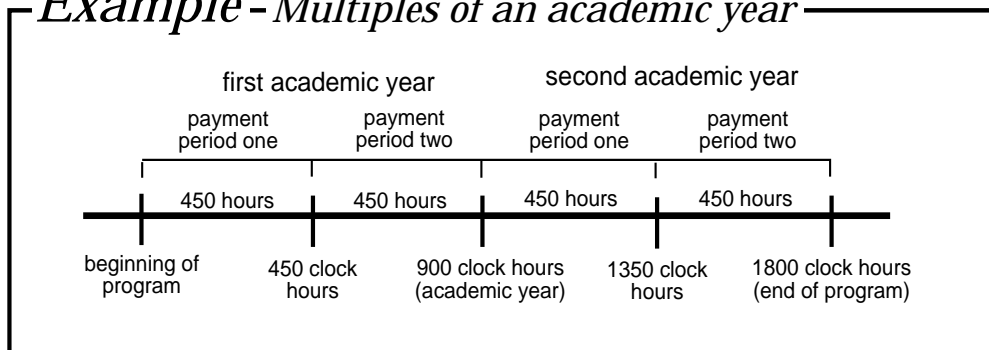 Example - Multiples of an academic year
first academic year
second academic year
payment
period one
payment
period two
payment
period one
payment
period two
450 hours
450 hours
450 hours
450 hours
beginning of
program
450 clock
hours
900 clock hours
(academic year)
1350 clock
hours
1800 clock hours
(end of program)